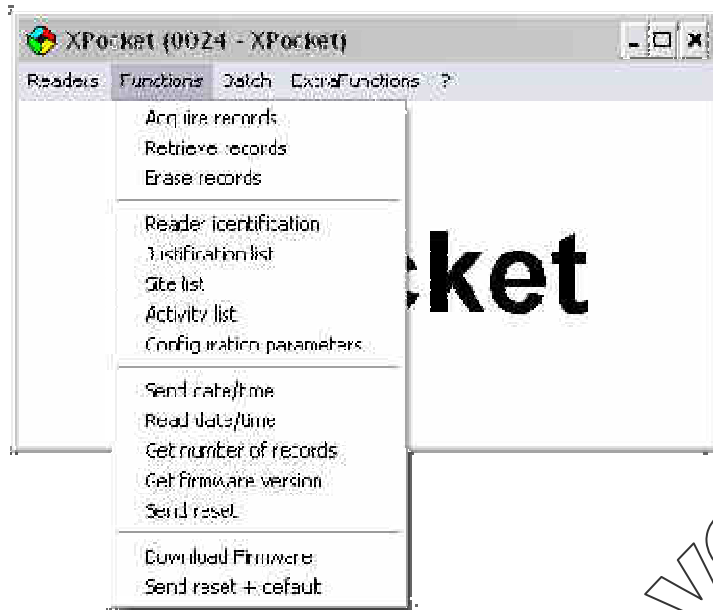 XPocket (0024 - XPocket)
Readers Functions Batch ExtraFunctions ?
Acquire records
Retrieve records
Erase records
Reader identification
Justification list
Site list
Activity list
Configuration parameters
ket
Send date/time
Read date/time
Get number of records
Get firmware version
Send reset
Download Firmware
Send reset + default